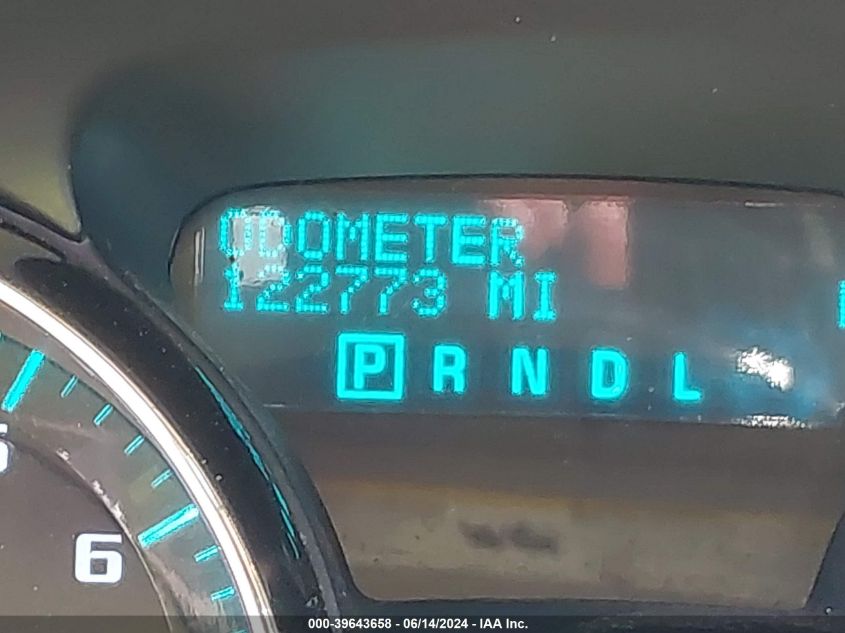 ODOMETER
122773 MI
P R N D L
6
000-39643658 - 06/14/2024 - IAA Inc.